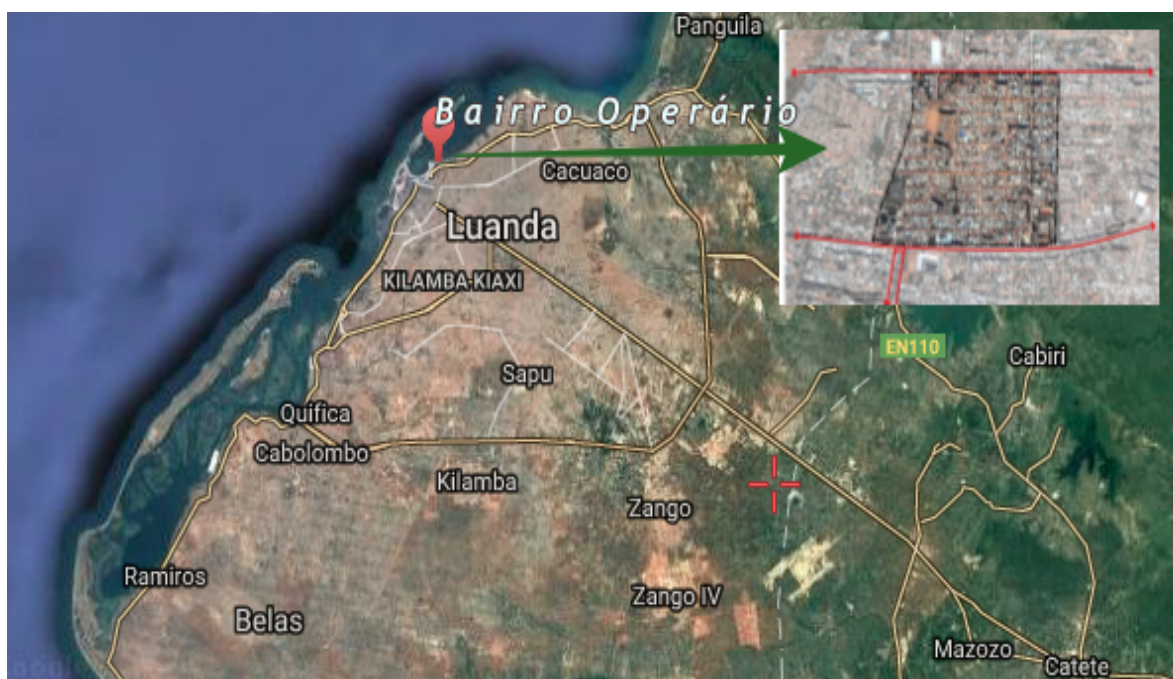 Panguila
Bairro Operário
Cacuaco
Luanda
KILAMBA-KIAXI
EN110
Cabiri
Sapu
Quifica
Cabolombo
Kilamba
Zango
Ramiros
Zango IV
Belas
Mazozo
Catete